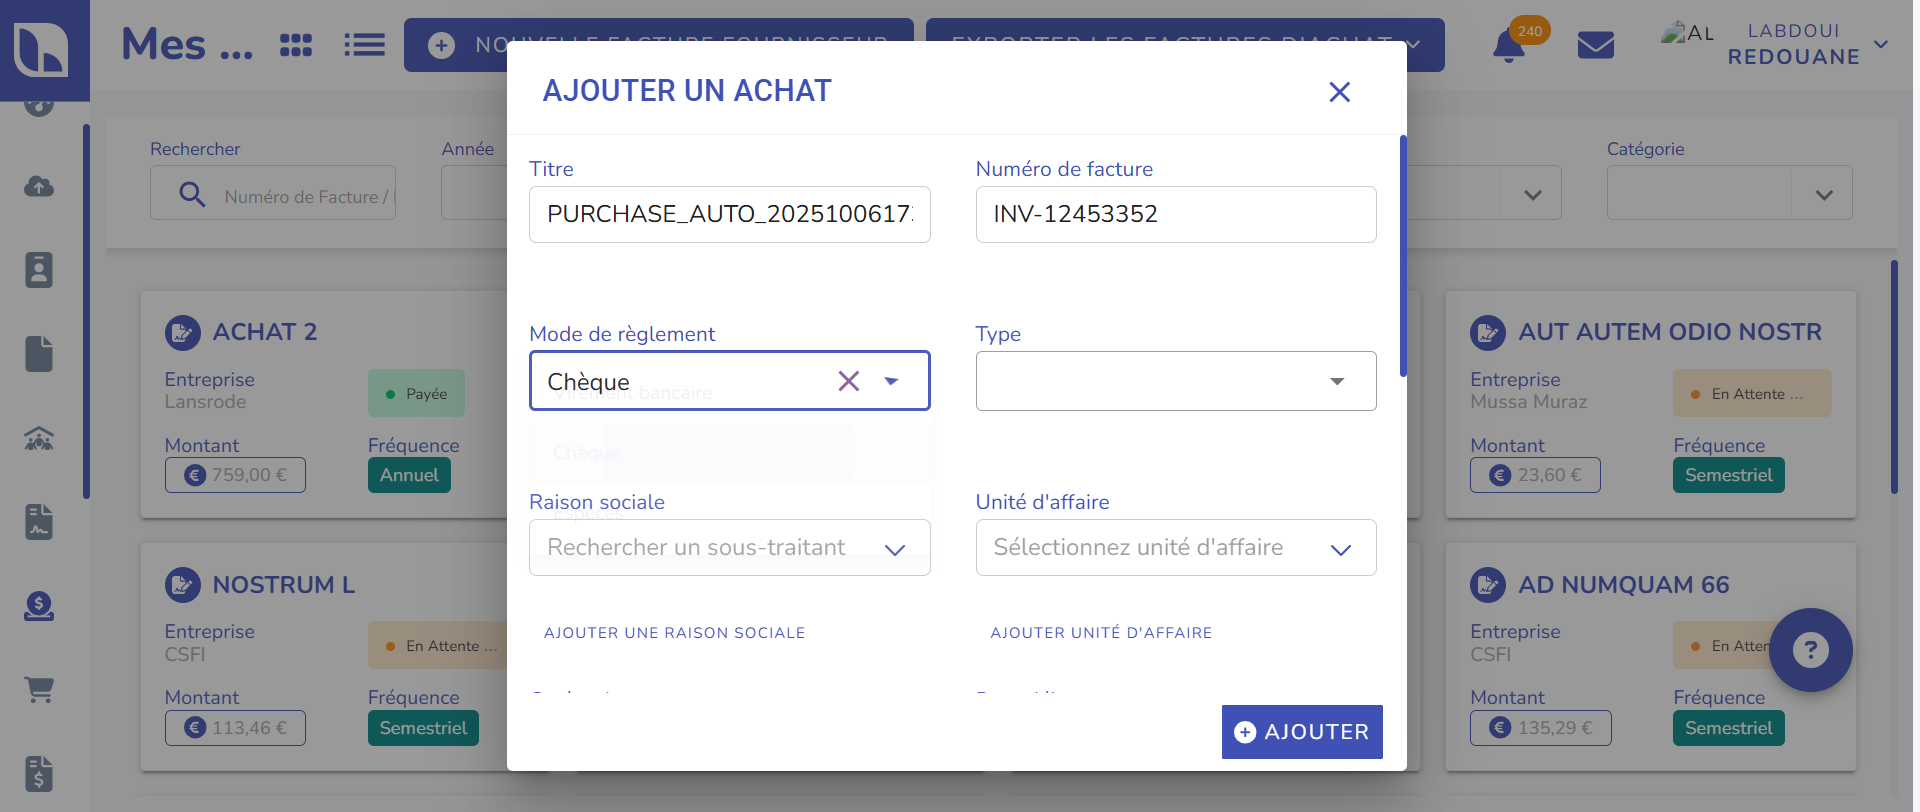 Mes ...
NOUVELLE FACTURE FOURNISSEUR
EXPORTER LES FACTURES D'ACHAT
240
AL
LABDOUI
REDOUANE
Rechercher
Numéro de Facture /
Année
Catégorie
AJOUTER UN ACHAT
Titre
PURCHASE_AUTO_2025100617
Numéro de facture
INV-12453352
Mode de règlement
Chèque
Virement bancaire
Chèque
Espèces
Type
Raison sociale
Rechercher un sous-traitant
Unité d'affaire
Sélectionnez unité d'affaire
AJOUTER UNE RAISON SOCIALE
AJOUTER UNITÉ D'AFFAIRE
AJOUTER
ACHAT 2
Entreprise
Lansrode
Payée
Montant
Fréquence
759,00 €
Annuel
AUT AUTEM ODIO NOSTR
Entreprise
Mussa Muraz
En Attente ...
Montant
Fréquence
23,60 €
Semestriel
NOSTRUM L
Entreprise
CSFI
En Attente ...
Montant
Fréquence
113,46 €
Semestriel
AD NUMQUAM 66
Entreprise
CSFI
En Atten
Montant
Fréquence
135,29 €
Semestriel